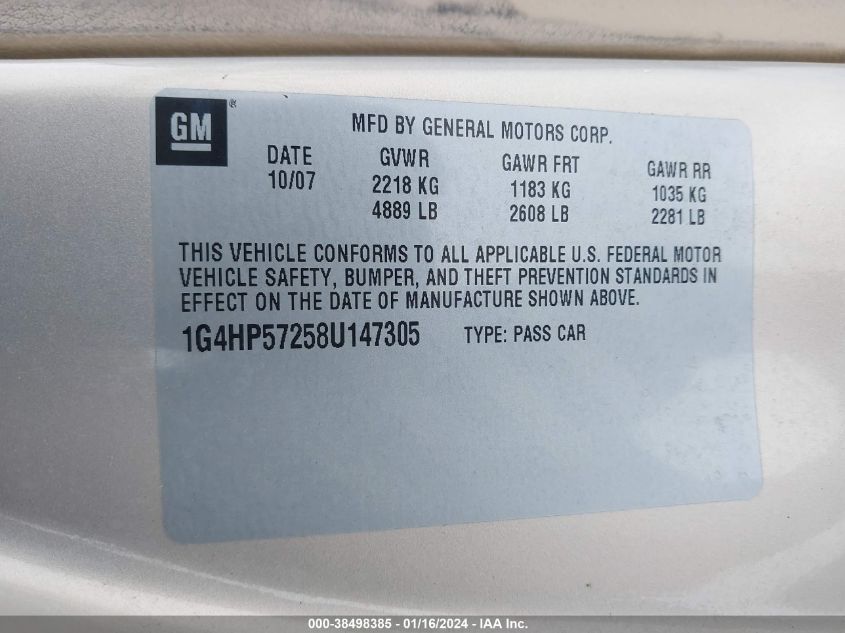 GM ®
MFD BY GENERAL MOTORS CORP.
DATE GVWR GAWR FRT GAWR RR
10/07 2218 KG 1183 KG 1035 KG
4889 LB 2608 LB 2281 LB
THIS VEHICLE CONFORMS TO ALL APPLICABLE U.S. FEDERAL MOTOR
VEHICLE SAFETY, BUMPER, AND THEFT PREVENTION STANDARDS IN
EFFECT ON THE DATE OF MANUFACTURE SHOWN ABOVE.
1G4HP57258U147305 TYPE: PASS CAR
000-38498385 - 01/16/2024 - IAA Inc.